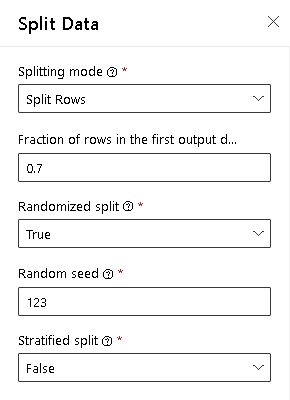 Split Data
Splitting mode *
Split Rows
Fraction of rows in the first output d...
0.7
Randomized split *
True
Random seed *
123
Stratified split *
False